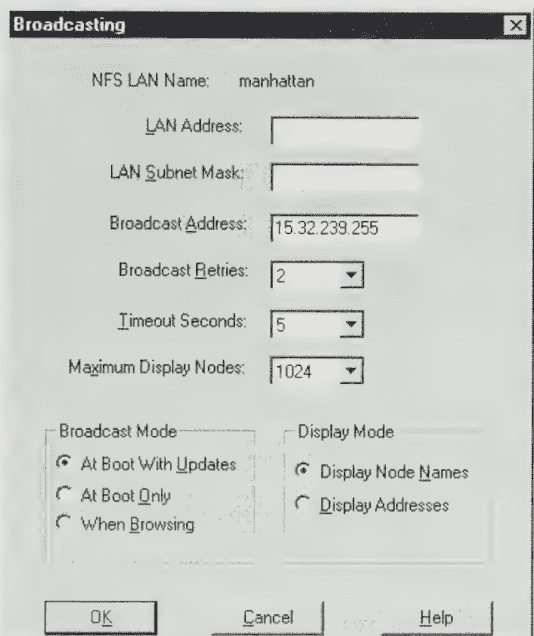 Broadcasting
NFS LAN Name: manhattan
LAN Address:
LAN Subnet Mask:
Broadcast Address: 15.32.239.255
Broadcast Retries: 2
Timeout Seconds: 5
Maximum Display Nodes: 1024
Broadcast Mode
At Boot With Updates
At Boot Only
When Browsing
Display Mode
Display Node Names
Display Addresses
OK Cancel Help